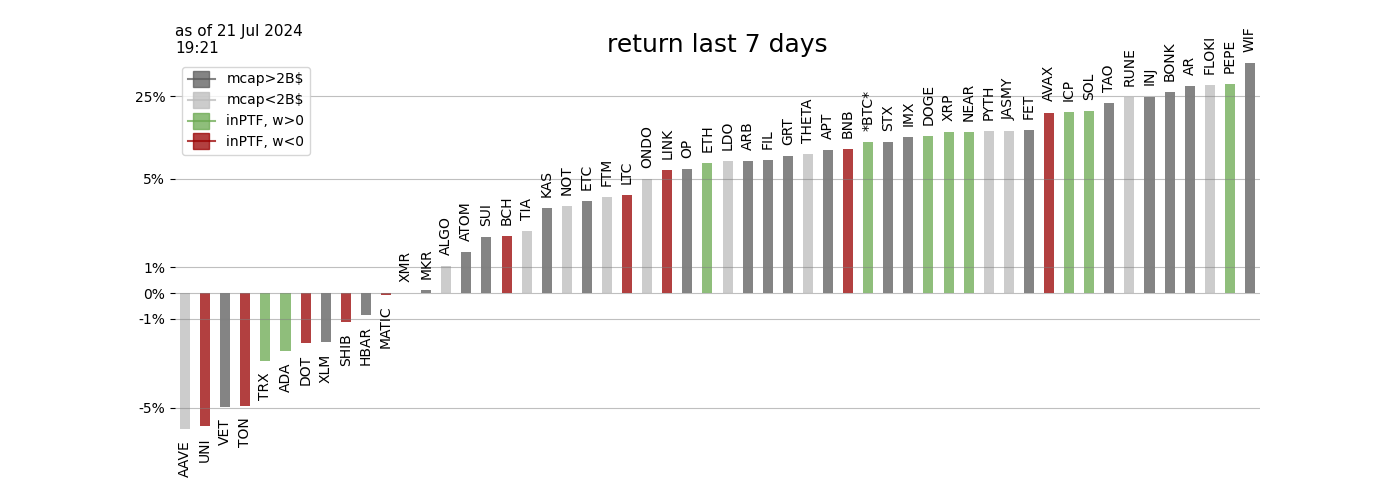 as of 21 Jul 2024
19:21
return last 7 days
mcap>2B$
mcap<2B$
inPTF, w>0
inPTF, w<0
25%
5%
1%
0%
-1%
-5%
AAVE
UNI
VET
TON
TRX
ADA
DOT
XLM
SHIB
HBAR
MATIC
XMR
MKR
ALGO
ATOM
SUI
BCH
TIA
KAS
NOT
ETC
FTM
LTC
ONDO
LINK
OP
ETH
LDO
ARB
FIL
GRT
THETA
APT
BNB
*BTC*
STX
IMX
DOGE
XRP
NEAR
PYTH
JASMY
FET
AVAX
ICP
SOL
TAO
RUNE
INJ
BONK
AR
FLOKI
PEPE
WIF